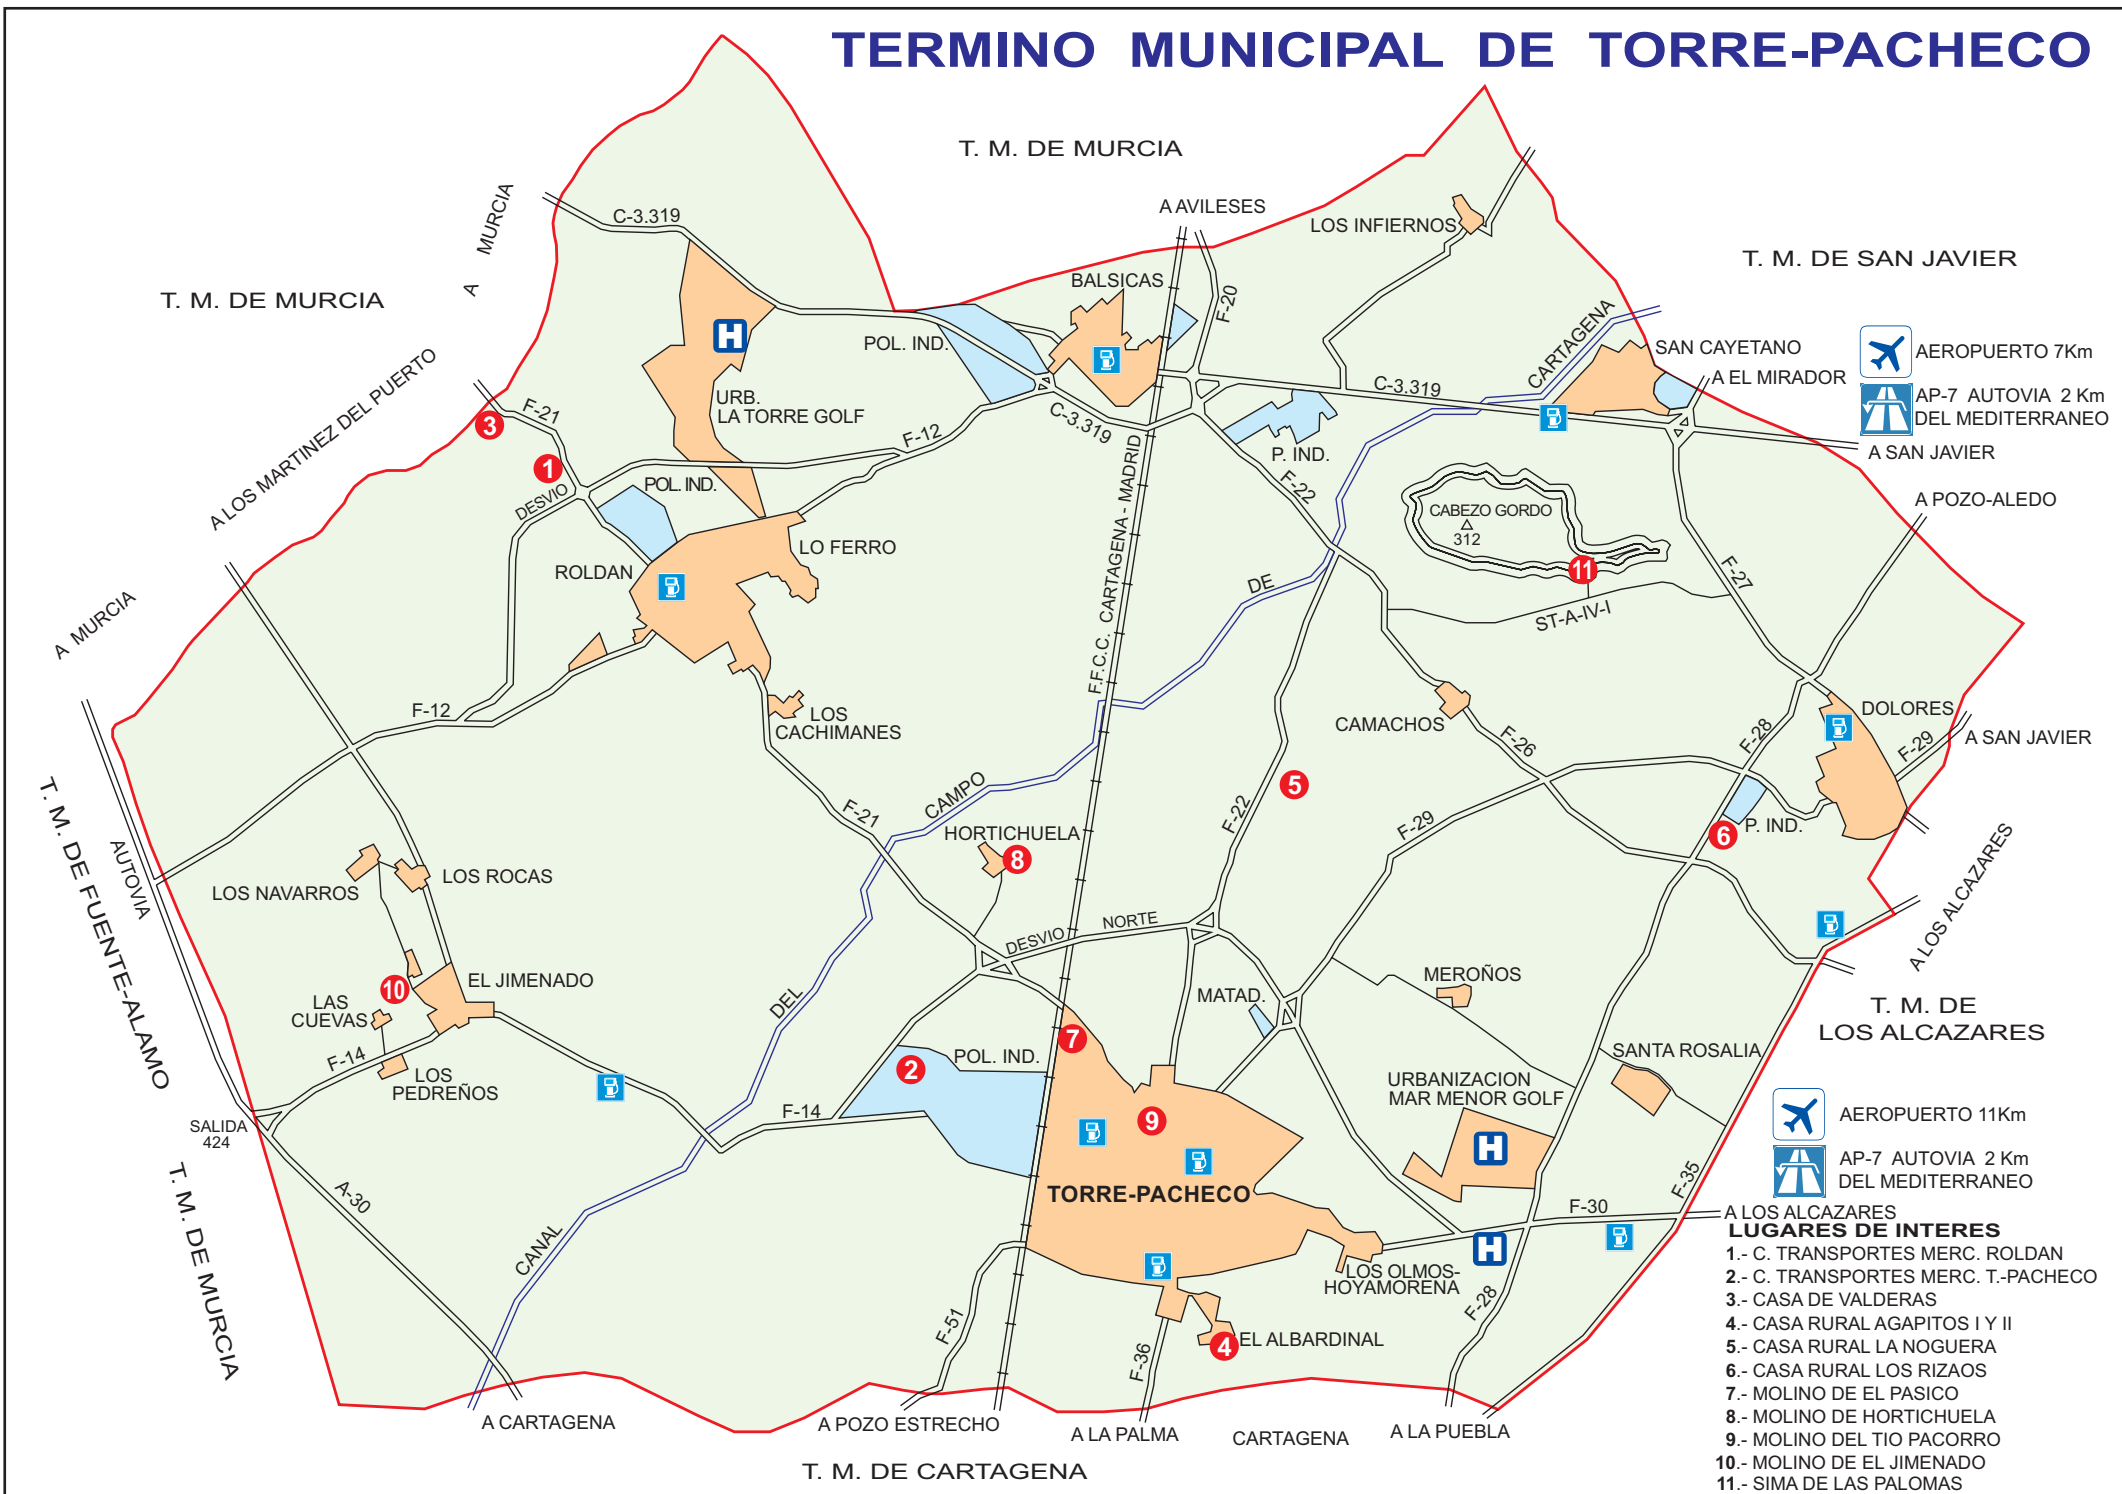 TERMINO MUNICIPAL DE TORRE-PACHECO
T. M. DE MURCIA
A MURCIA
C-3.319
A AVILESES
LOS INFIERNOS
T. M. DE SAN JAVIER
T. M. DE MURCIA
BALSICAS
F-20
CARTAGENA
H
POL. IND.
SAN CAYETANO
AEROPUERTO 7Km
A EL MIRADOR
C-3.319
AP-7 AUTOVIA 2 Km
DEL MEDITERRANEO
URB.
LA TORRE GOLF
A LOS MARTINEZ DEL PUERTO
F-21
3
F-12
C-3.319
P. IND.
A SAN JAVIER
1
DESVIO
POL. IND.
F-22
A POZO-ALEDO
CABEZO GORDO
312
LO FERRO
ROLDAN
F.F.C.C. CARTAGENA - MADRID
DE
11
F-27
ST-A-IV-I
A MURCIA
F-12
LOS
CACHIMANES
CAMACHOS
F-26
F-28
DOLORES
F-29
A SAN JAVIER
T. M. DE FUENTE-ALAMO
AUTOVIA
F-21
CAMPO
5
F-22
F-29
P. IND.
6
HORTICHUELA
8
LOS NAVARROS
LOS ROCAS
A LOS ALCAZARES
DESVIO
NORTE
EL JIMENADO
10
LAS
CUEVAS
DEL
MATAD.
MEROÑOS
T. M. DE
LOS ALCAZARES
F-14
LOS
PEDREÑOS
7
2
POL. IND.
SANTA ROSALIA
URBANIZACION
MAR MENOR GOLF
F-14
9
H
AEROPUERTO 11Km
SALIDA
424
AP-7 AUTOVIA 2 Km
DEL MEDITERRANEO
A-30
TORRE-PACHECO
F-35
F-30
A LOS ALCAZARES
T. M. DE MURCIA
CANAL
H
LOS OLMOS-
HOYAMORENA
F-28
F-51
F-36
4
EL ALBARDINAL
A CARTAGENA
A POZO ESTRECHO
A LA PALMA
CARTAGENA
A LA PUEBLA
T. M. DE CARTAGENA
LUGARES DE INTERES
1.- C. TRANSPORTES MERC. ROLDAN
2.- C. TRANSPORTES MERC. T.-PACHECO
3.- CASA DE VALDERAS
4.- CASA RURAL AGAPITOS I Y II
5.- CASA RURAL LA NOGUERA
6.- CASA RURAL LOS RIZAOS
7.- MOLINO DE EL PASICO
8.- MOLINO DE HORTICHUELA
9.- MOLINO DEL TIO PACORRO
10.- MOLINO DE EL JIMENADO
11.- SIMA DE LAS PALOMAS